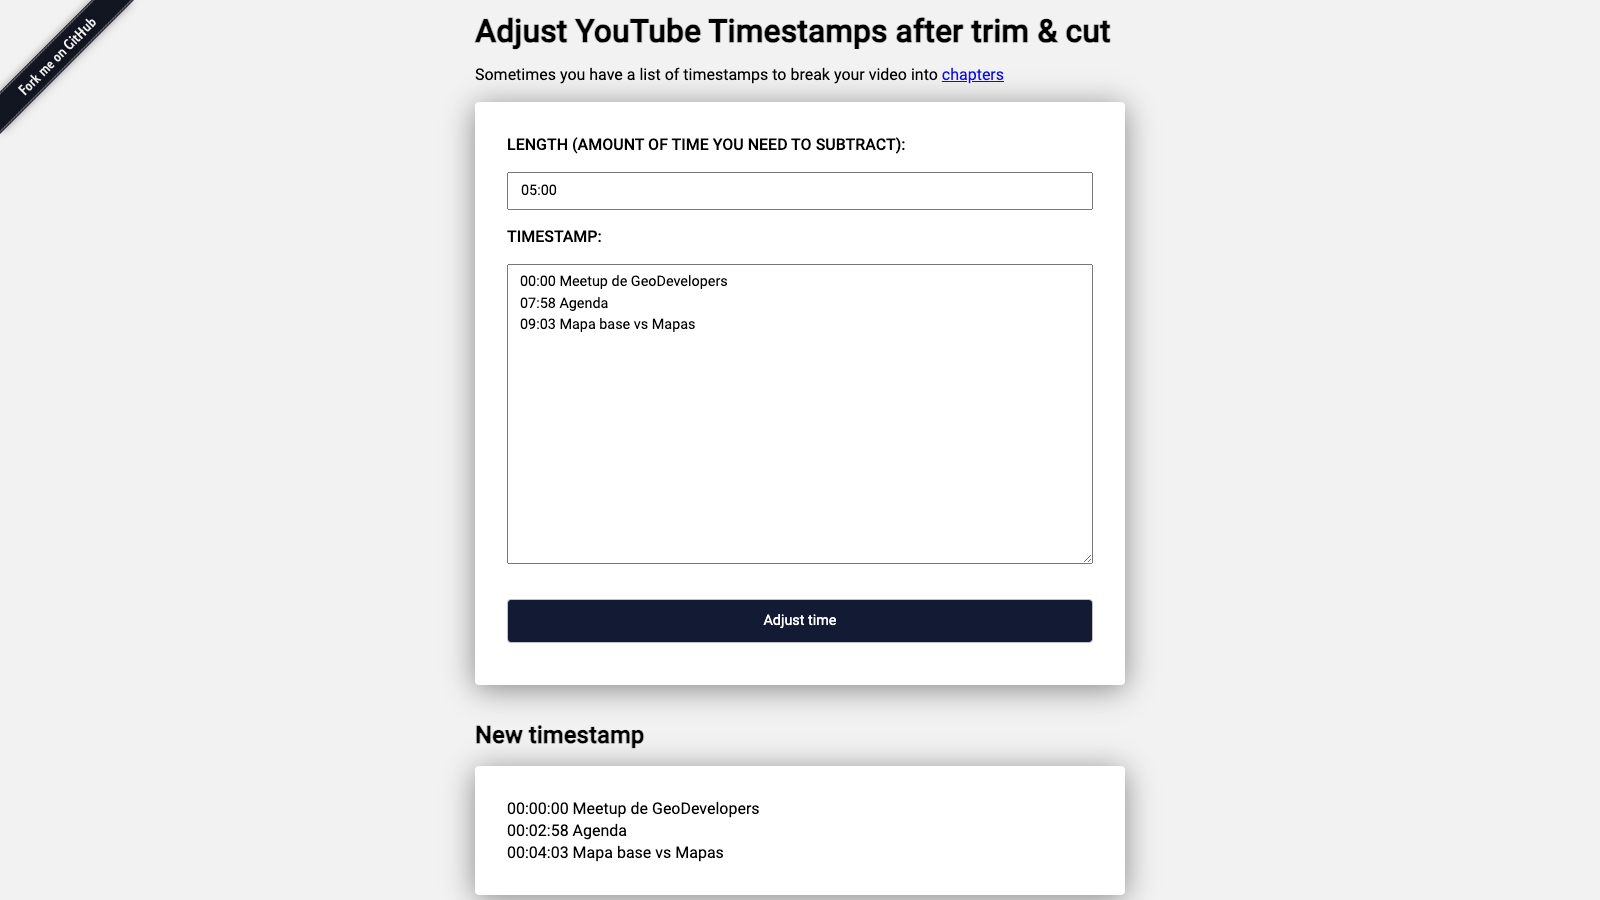 Fork me on GitHub
Adjust YouTube Timestamps after trim & cut
Sometimes you have a list of timestamps to break your video into chapters
LENGTH (AMOUNT OF TIME YOU NEED TO SUBTRACT):
05:00
TIMESTAMP:
00:00 Meetup de GeoDevelopers
07:58 Agenda
09:03 Mapa base vs Mapas
Adjust time
New timestamp
00:00:00 Meetup de GeoDevelopers
00:02:58 Agenda
00:04:03 Mapa base vs Mapas